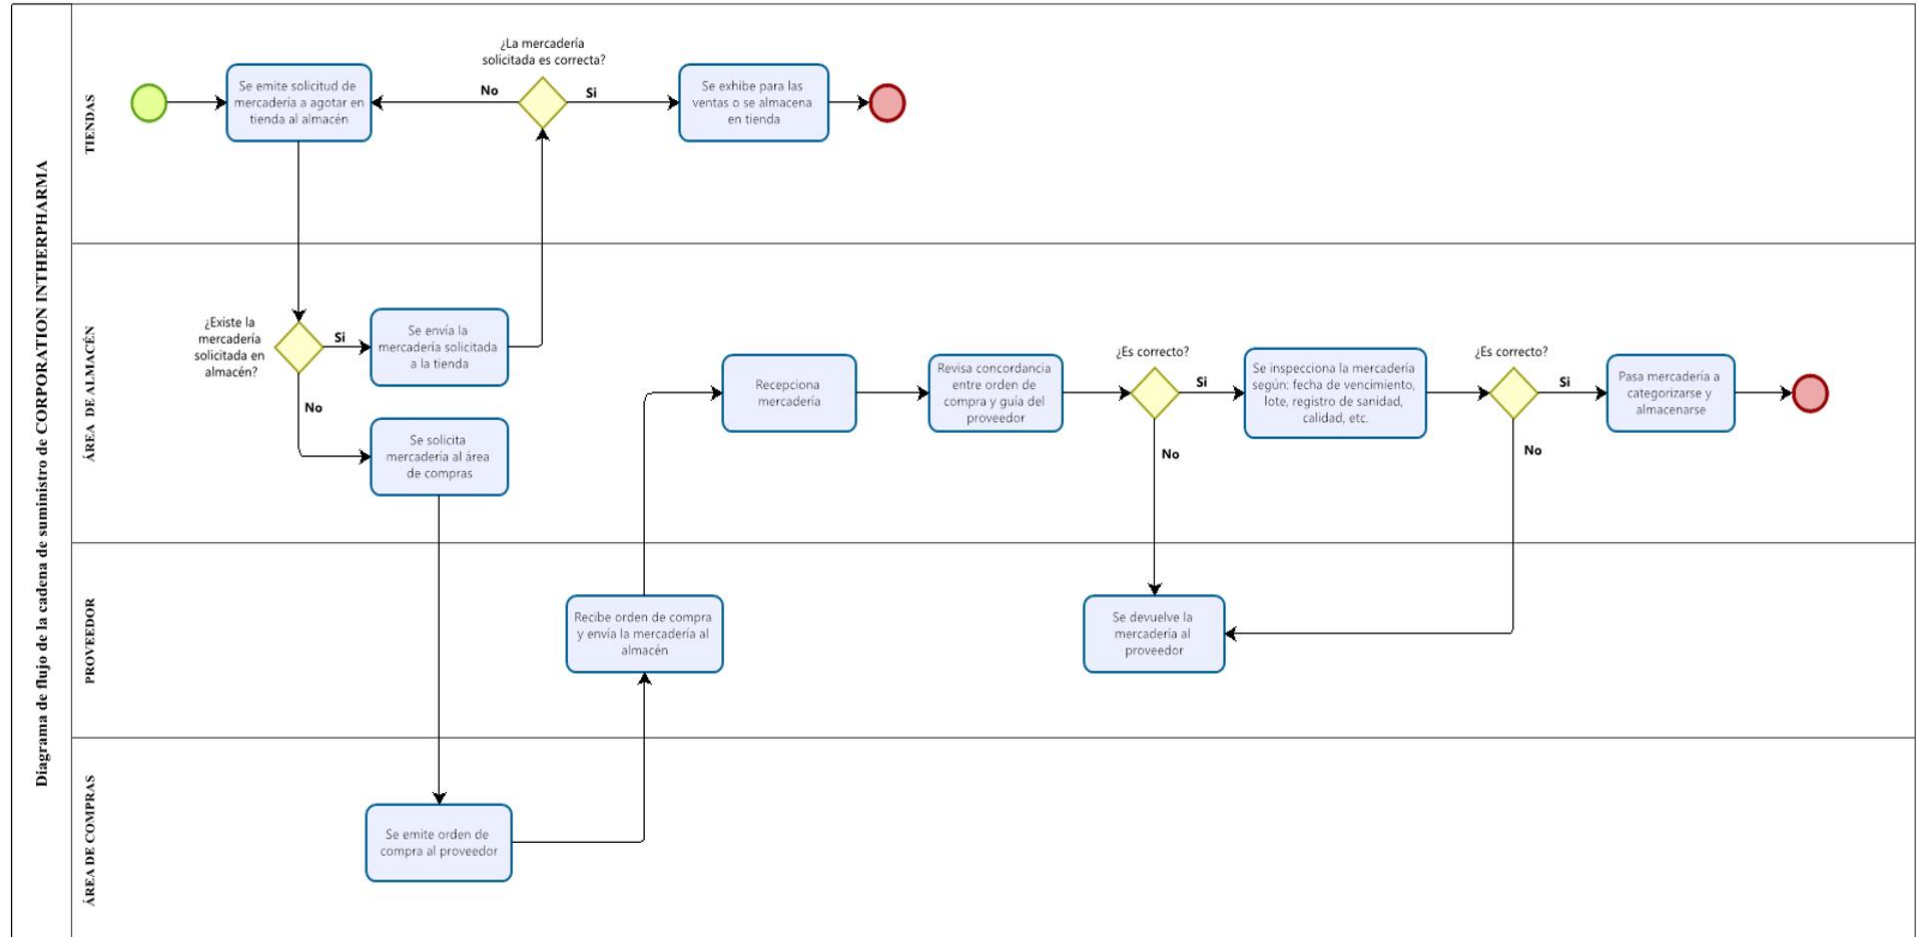 Diagrama de flujo de la cadena de suministro de CORPORATION INTHERPHARMA
TIENDAS
Se emite solicitud de
mercadería a agotar en
tienda al almacén
No
¿La mercadería
solicitada es correcta?
Si
Se exhibe para las
ventas o se almacena
en tienda
ÁREA DE ALMACÉN
¿Existe la
mercadería
solicitada en
almacén?
Si
Se envía la
mercadería solicitada
a la tienda
No
Se solicita
mercadería al área
de compras
Recepciona
mercadería
Revisa concordancia
entre orden de
compra y guía del
proveedor
¿Es correcto?
Si
No
Se inspecciona la mercadería
según: fecha de vencimiento,
lote, registro de sanidad,
calidad, etc.
¿Es correcto?
Si
No
Pasa mercadería a
categorizarse y
almacenarse
PROVEEDOR
Recibe orden de compra
y envía la mercadería al
almacén
Se devuelve la
mercadería al
proveedor
ÁREA DE COMPRAS
Se emite orden de
compra al proveedor